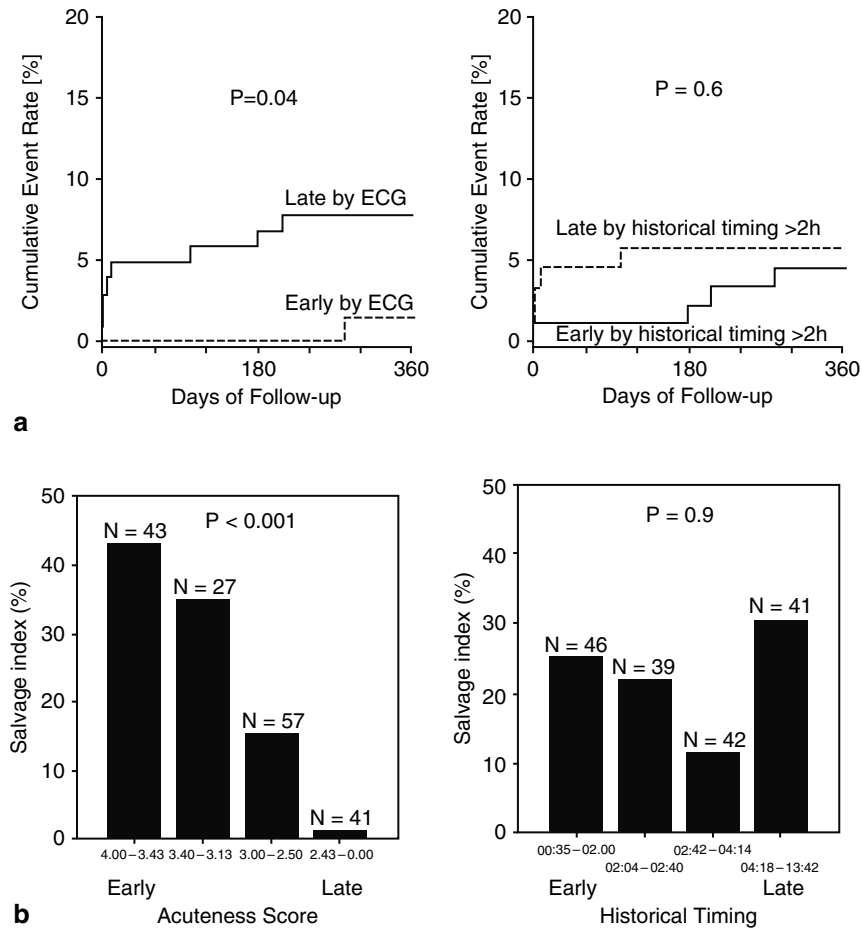 20
15
10
5
0
Cumulative Event Rate [%]
P=0.04
Late by ECG
Early by ECG
0
180
360
Days of Follow-up
20
15
10
5
0
Cumulative Event Rate [%]
P = 0.6
Late by historical timing >2h
Early by historical timing >2h
0
180
360
Days of Follow-up
a
50
40
30
20
10
0
Salvage index (%)
P < 0.001
N = 43
N = 27
N = 57
N = 41
4.00–3.43
3.40–3.13
3.00–2.50
2.43–0.00
Early
Late
Acuteness Score
50
40
30
20
10
0
Salvage index (%)
P = 0.9
N = 46
N = 39
N = 42
N = 41
00:35–02.00
02:04–02:40
02:42–04:14
04:18–13:42
Early
Late
Historical Timing
b